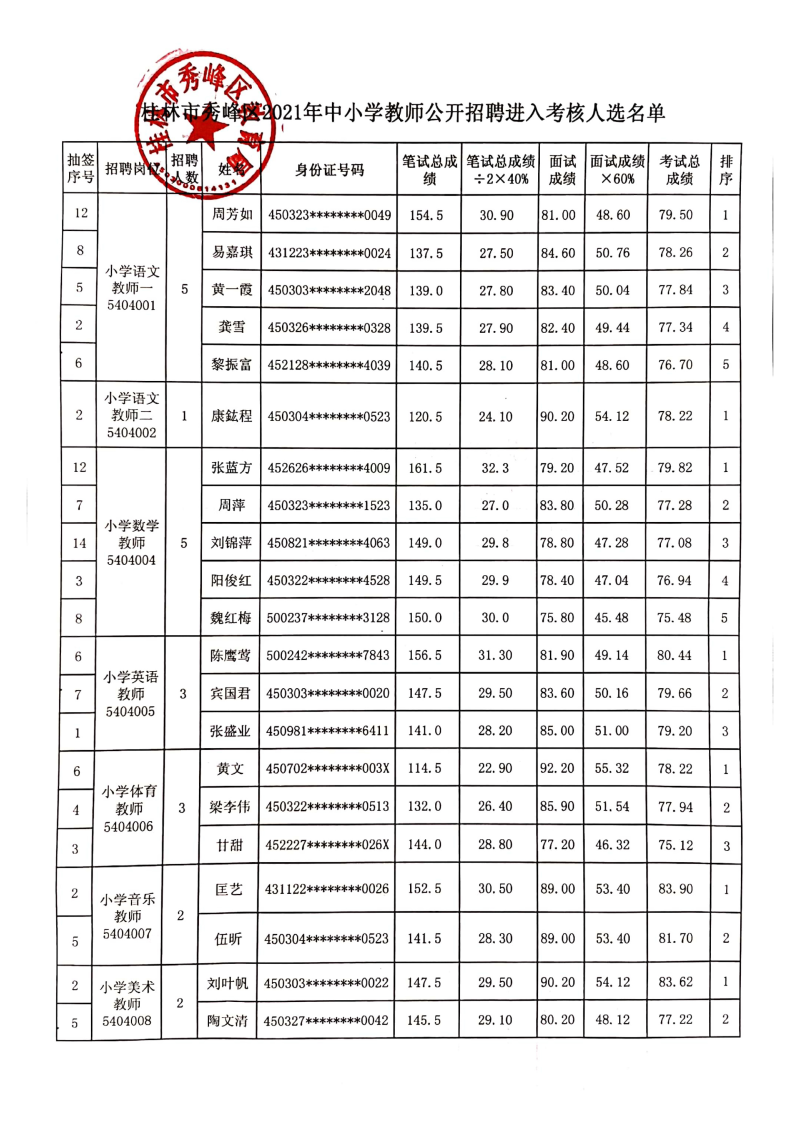 桂林市秀峰区2021年中小学教师公开招聘进入考核人选名单
桂林市秀峰区教育局
4503000814131
抽签序号 招聘岗位 招聘人数 姓名 身份证号码 笔试总成绩 笔试总成绩÷2×40% 面试成绩 面试成绩×60% 考试总成绩 排序
小学语文教师一5404001 5
12 周芳如 450323********0049 154.5 30.90 81.00 48.60 79.50 1
8 易嘉琪 431223********0024 137.5 27.50 84.60 50.76 78.26 2
5 黄一霞 450303********2048 139.0 27.80 83.40 50.04 77.84 3
2 龚雪 450326********0328 139.5 27.90 82.40 49.44 77.34 4
6 黎振富 452128********4039 140.5 28.10 81.00 48.60 76.70 5
2 小学语文教师二5404002 1 康鋐程 450304********0523 120.5 24.10 90.20 54.12 78.22 1
小学数学教师5404004 5
12 张蓝方 452626********4009 161.5 32.3 79.20 47.52 79.82 1
7 周萍 450323********1523 135.0 27.0 83.80 50.28 77.28 2
14 刘锦萍 450821********4063 149.0 29.8 78.80 47.28 77.08 3
3 阳俊红 450322********4528 149.5 29.9 78.40 47.04 76.94 4
8 魏红梅 500237********3128 150.0 30.0 75.80 45.48 75.48 5
小学英语教师5404005 3
6 陈鹰莺 500242********7843 156.5 31.30 81.90 49.14 80.44 1
7 宾国君 450303********0020 147.5 29.50 83.60 50.16 79.66 2
1 张盛业 450981********6411 141.0 28.20 85.00 51.00 79.20 3
小学体育教师5404006 3
6 黄文 450702********003X 114.5 22.90 92.20 55.32 78.22 1
4 梁李伟 450322********0513 132.0 26.40 85.90 51.54 77.94 2
3 甘甜 452227********026X 144.0 28.80 77.20 46.32 75.12 3
小学音乐教师5404007 2
2 匡艺 431122********0026 152.5 30.50 89.00 53.40 83.90 1
5 伍昕 450304********0523 141.5 28.30 89.00 53.40 81.70 2
小学美术教师5404008 2
2 刘叶帆 450303********0022 147.5 29.50 90.20 54.12 83.62 1
5 陶文清 450327********0042 145.5 29.10 80.20 48.12 77.22 2